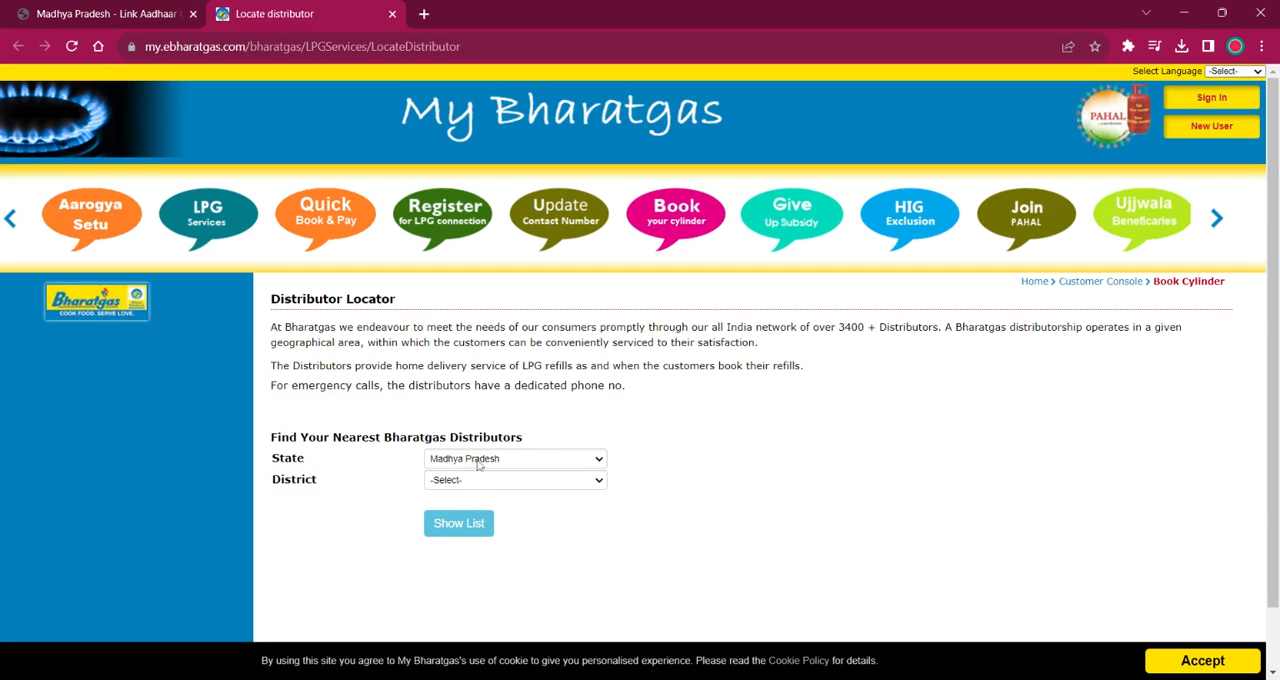 Madhya Pradesh - Link Aadhaar
Locate distributor
my.ebharatgas.com/bharatgas/LPGServices/LocateDistributor
Select Language -Select-
My Bharatgas
PAHAL
Sign In
New User
Aarogya
Setu
LPG
Services
Quick
Book & Pay
Register
for LPG connection
Update
Contact Number
Book
your cylinder
Give
Up Subsidy
HIG
Exclusion
Join
PAHAL
Ujjwala
Beneficaries
Bharatgas
COOK FOOD. SERVE LOVE.
Home > Customer Console > Book Cylinder
Distributor Locator
At Bharatgas we endeavour to meet the needs of our consumers promptly through our all India network of over 3400 + Distributors. A Bharatgas distributorship operates in a given
geographical area, within which the customers can be conveniently serviced to their satisfaction.
The Distributors provide home delivery service of LPG refills as and when the customers book their refills.
For emergency calls, the distributors have a dedicated phone no.
Find Your Nearest Bharatgas Distributors
State Madhya Pradesh
District -Select-
Show List
By using this site you agree to My Bharatgas's use of cookie to give you personalised experience. Please read the Cookie Policy for details.
Accept